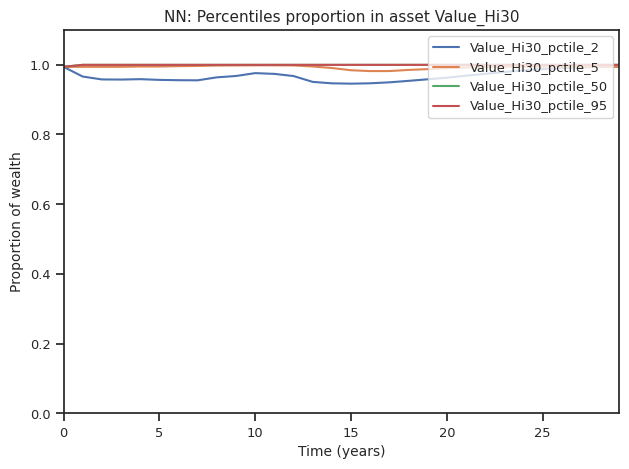 NN: Percentiles proportion in asset Value_Hi30
Value_Hi30_pctile_2
Value_Hi30_pctile_5
Value_Hi30_pctile_50
Value_Hi30_pctile_95
Proportion of wealth
1.0
0.8
0.6
0.4
0.2
0.0
0 5 10 15 20 25
Time (years)